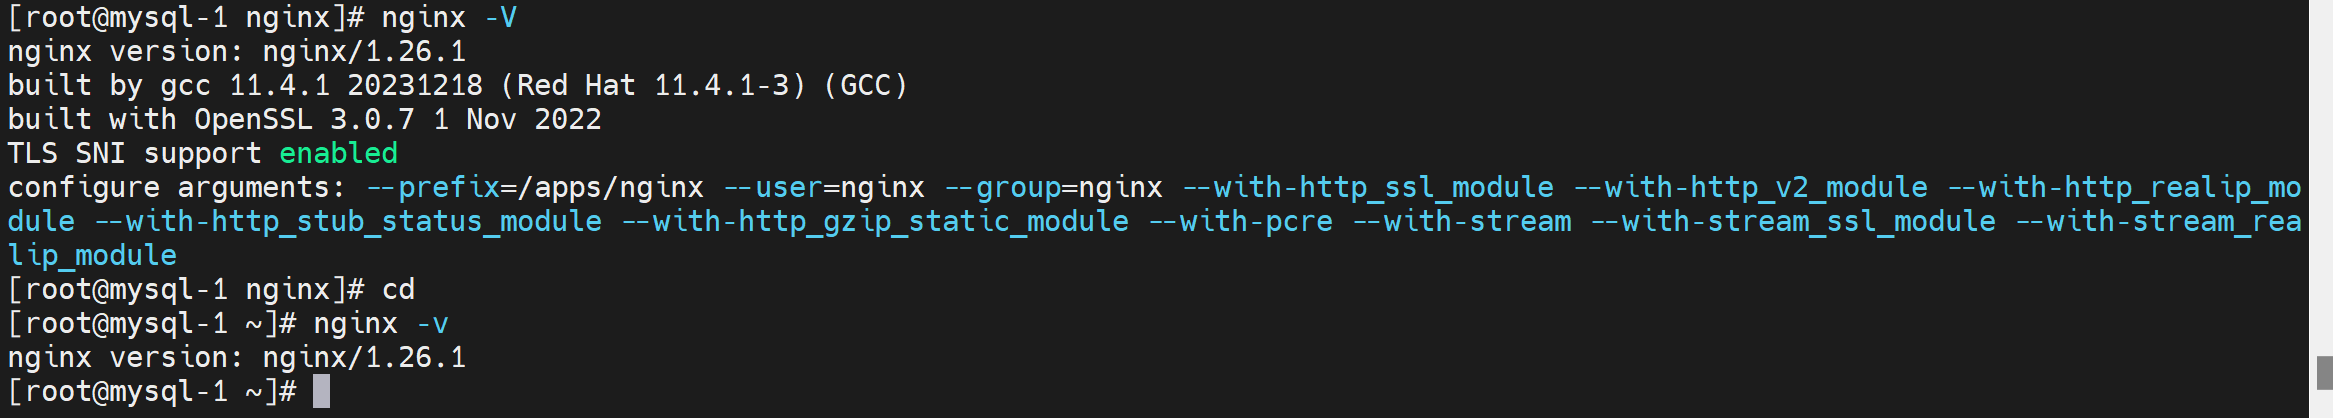 [root@mysql-1 nginx]# nginx -V
nginx version: nginx/1.26.1
built by gcc 11.4.1 20231218 (Red Hat 11.4.1-3) (GCC)
built with OpenSSL 3.0.7 1 Nov 2022
TLS SNI support enabled
configure arguments: --prefix=/apps/nginx --user=nginx --group=nginx --with-http_ssl_module --with-http_v2_module --with-http_realip_mo
dule --with-http_stub_status_module --with-http_gzip_static_module --with-pcre --with-stream --with-stream_ssl_module --with-stream_rea
lip_module
[root@mysql-1 nginx]# cd
[root@mysql-1 ~]# nginx -v
nginx version: nginx/1.26.1
[root@mysql-1 ~]#